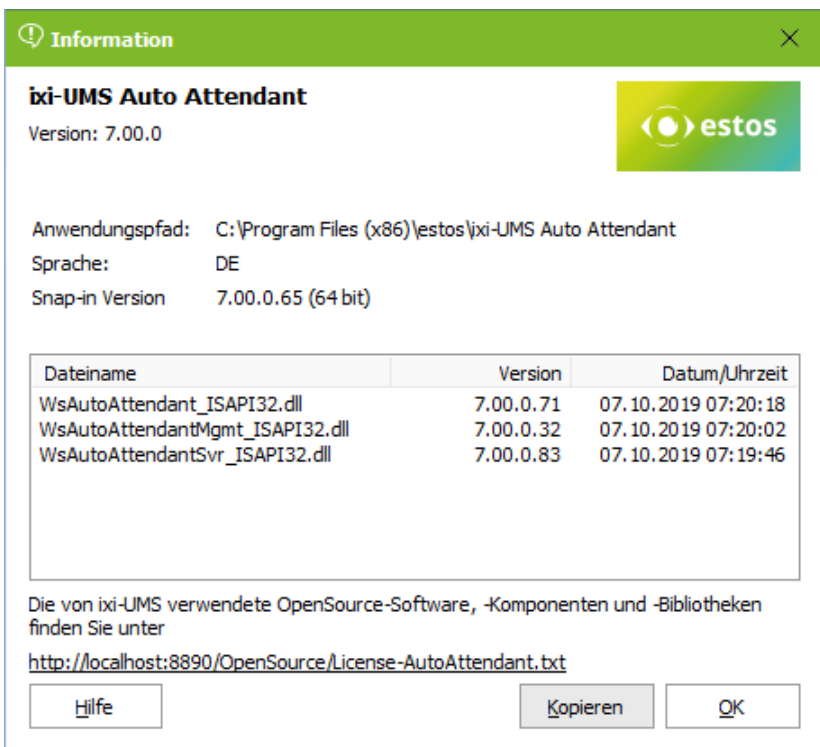 Information
ixi-UMS Auto Attendant
Version: 7.00.0
estos
Anwendungspfad: C:\Program Files (x86)\estos\ixi-UMS Auto Attendant
Sprache: DE
Snap-in Version 7.00.0.65 (64 bit)
Dateiname Version Datum/Uhrzeit
WsAutoAttendant_ISAPI32.dll 7.00.0.71 07.10.2019 07:20:18
WsAutoAttendantMgmt_ISAPI32.dll 7.00.0.32 07.10.2019 07:20:02
WsAutoAttendantSvr_ISAPI32.dll 7.00.0.83 07.10.2019 07:19:46
Die von ixi-UMS verwendete OpenSource-Software, -Komponenten und -Bibliotheken
finden Sie unter
http://localhost:8890/OpenSource/License-AutoAttendant.txt
Hilfe Kopieren OK